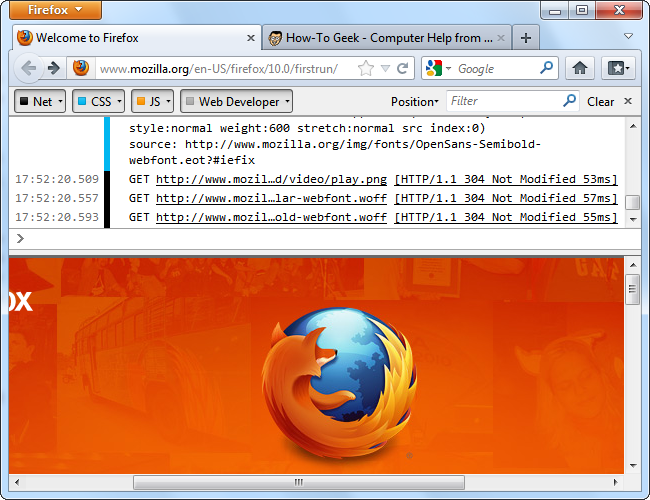 Firefox
Welcome to Firefox
How-To Geek - Computer Help from ...
www.mozilla.org/en-US/firefox/10.0/firstrun/
Google
Net
CSS
JS
Web Developer
Position
Filter
Clear
style:normal weight:600 stretch:normal src index:0)
source: http://www.mozilla.org/img/fonts/OpenSans-Semibold-
webfont.eot?#iefix
17:52:20.509 GET http://www.mozil…d/video/play.png [HTTP/1.1 304 Not Modified 53ms]
17:52:20.557 GET http://www.mozil…lar-webfont.woff [HTTP/1.1 304 Not Modified 57ms]
17:52:20.593 GET http://www.mozil…old-webfont.woff [HTTP/1.1 304 Not Modified 55ms]
ox